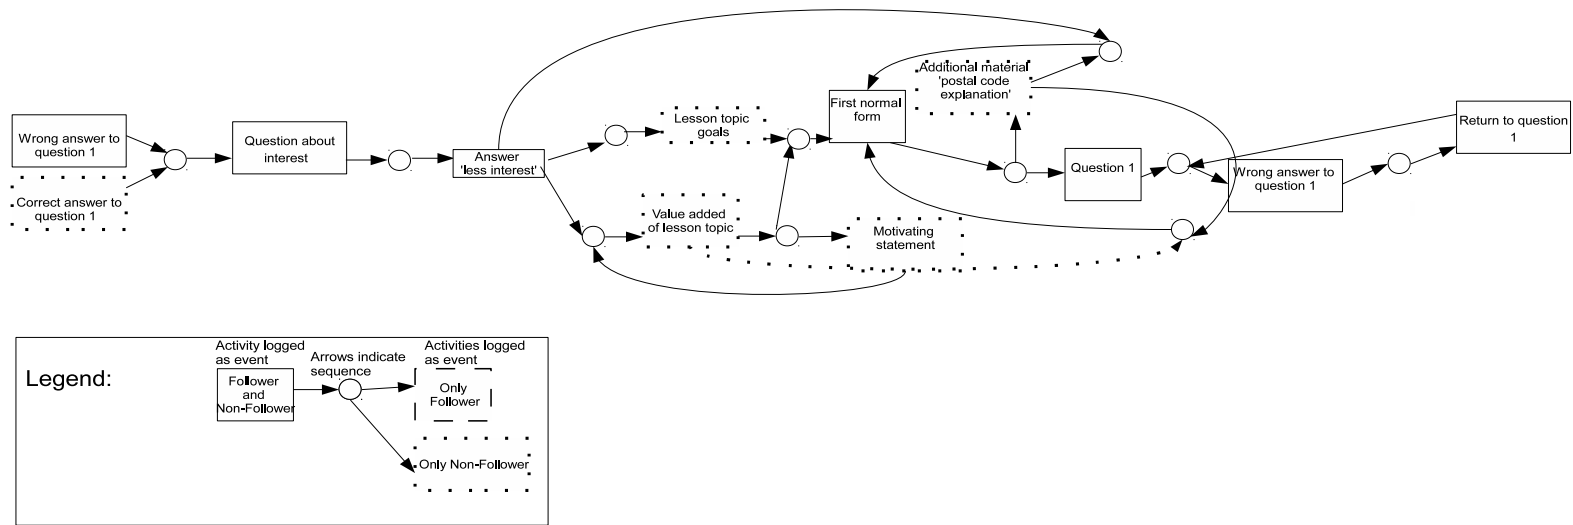 Wrong answer to
question 1
Correct answer to
question 1
Question about
interest
Answer
'less interest'
Lesson topic
goals
Value added
of lesson topic
Motivating
statement
First normal
form
Additional material
'postal code
explanation'
Question 1
Wrong answer to
question 1
Return to question
1
Legend:
Activity logged
as event
Follower
and
Non-Follower
Arrows indicate
sequence
Activities logged
as event
Only
Follower
Only Non-Follower